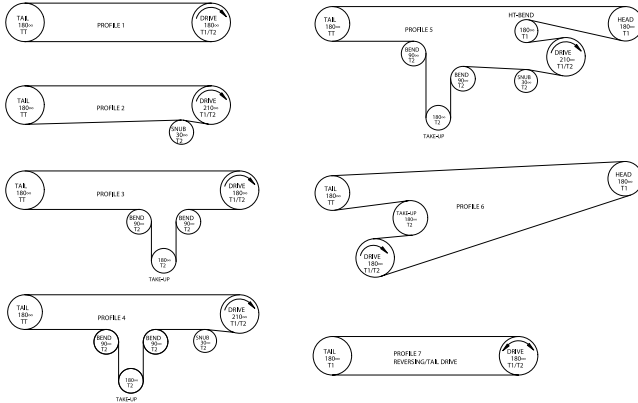 TAIL
180∞
TT
PROFILE 1
DRIVE
180∞
T1/T2
TAIL
180∞
TT
PROFILE 2
DRIVE
210∞
T1/T2
SNUB
30∞
T2
TAIL
180∞
TT
PROFILE 3
DRIVE
180∞
T1/T2
BEND
90∞
T2
BEND
90∞
T2
180∞
T2
TAKE-UP
TAIL
180∞
TT
PROFILE 4
DRIVE
210∞
T1/T2
BEND
90∞
T2
BEND
90∞
T2
SNUB
30∞
T2
180∞
T2
TAKE-UP
TAIL
180∞
TT
PROFILE 5
HT-BEND
180∞
T1
HEAD
180∞
T1
BEND
90∞
T2
DRIVE
210∞
T1/T2
BEND
90∞
T2
SNUB
30∞
T2
180∞
T2
TAKE-UP
TAIL
180∞
TT
HEAD
180∞
T1
TAKE-UP
180∞
T2
PROFILE 6
DRIVE
180∞
T1/T2
TAIL
180∞
T1
PROFILE 7
REVERSING/TAIL DRIVE
DRIVE
180∞
T1/T2